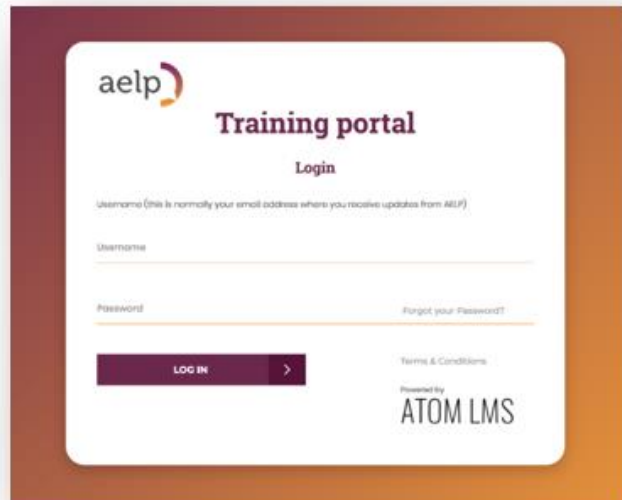 aelp
Training portal
Login
Username (this is normally your email address where you receive updates from AELP)
Username
Password
Forgot your Password?
LOG IN
Terms & Conditions
Powered by
ATOM LMS